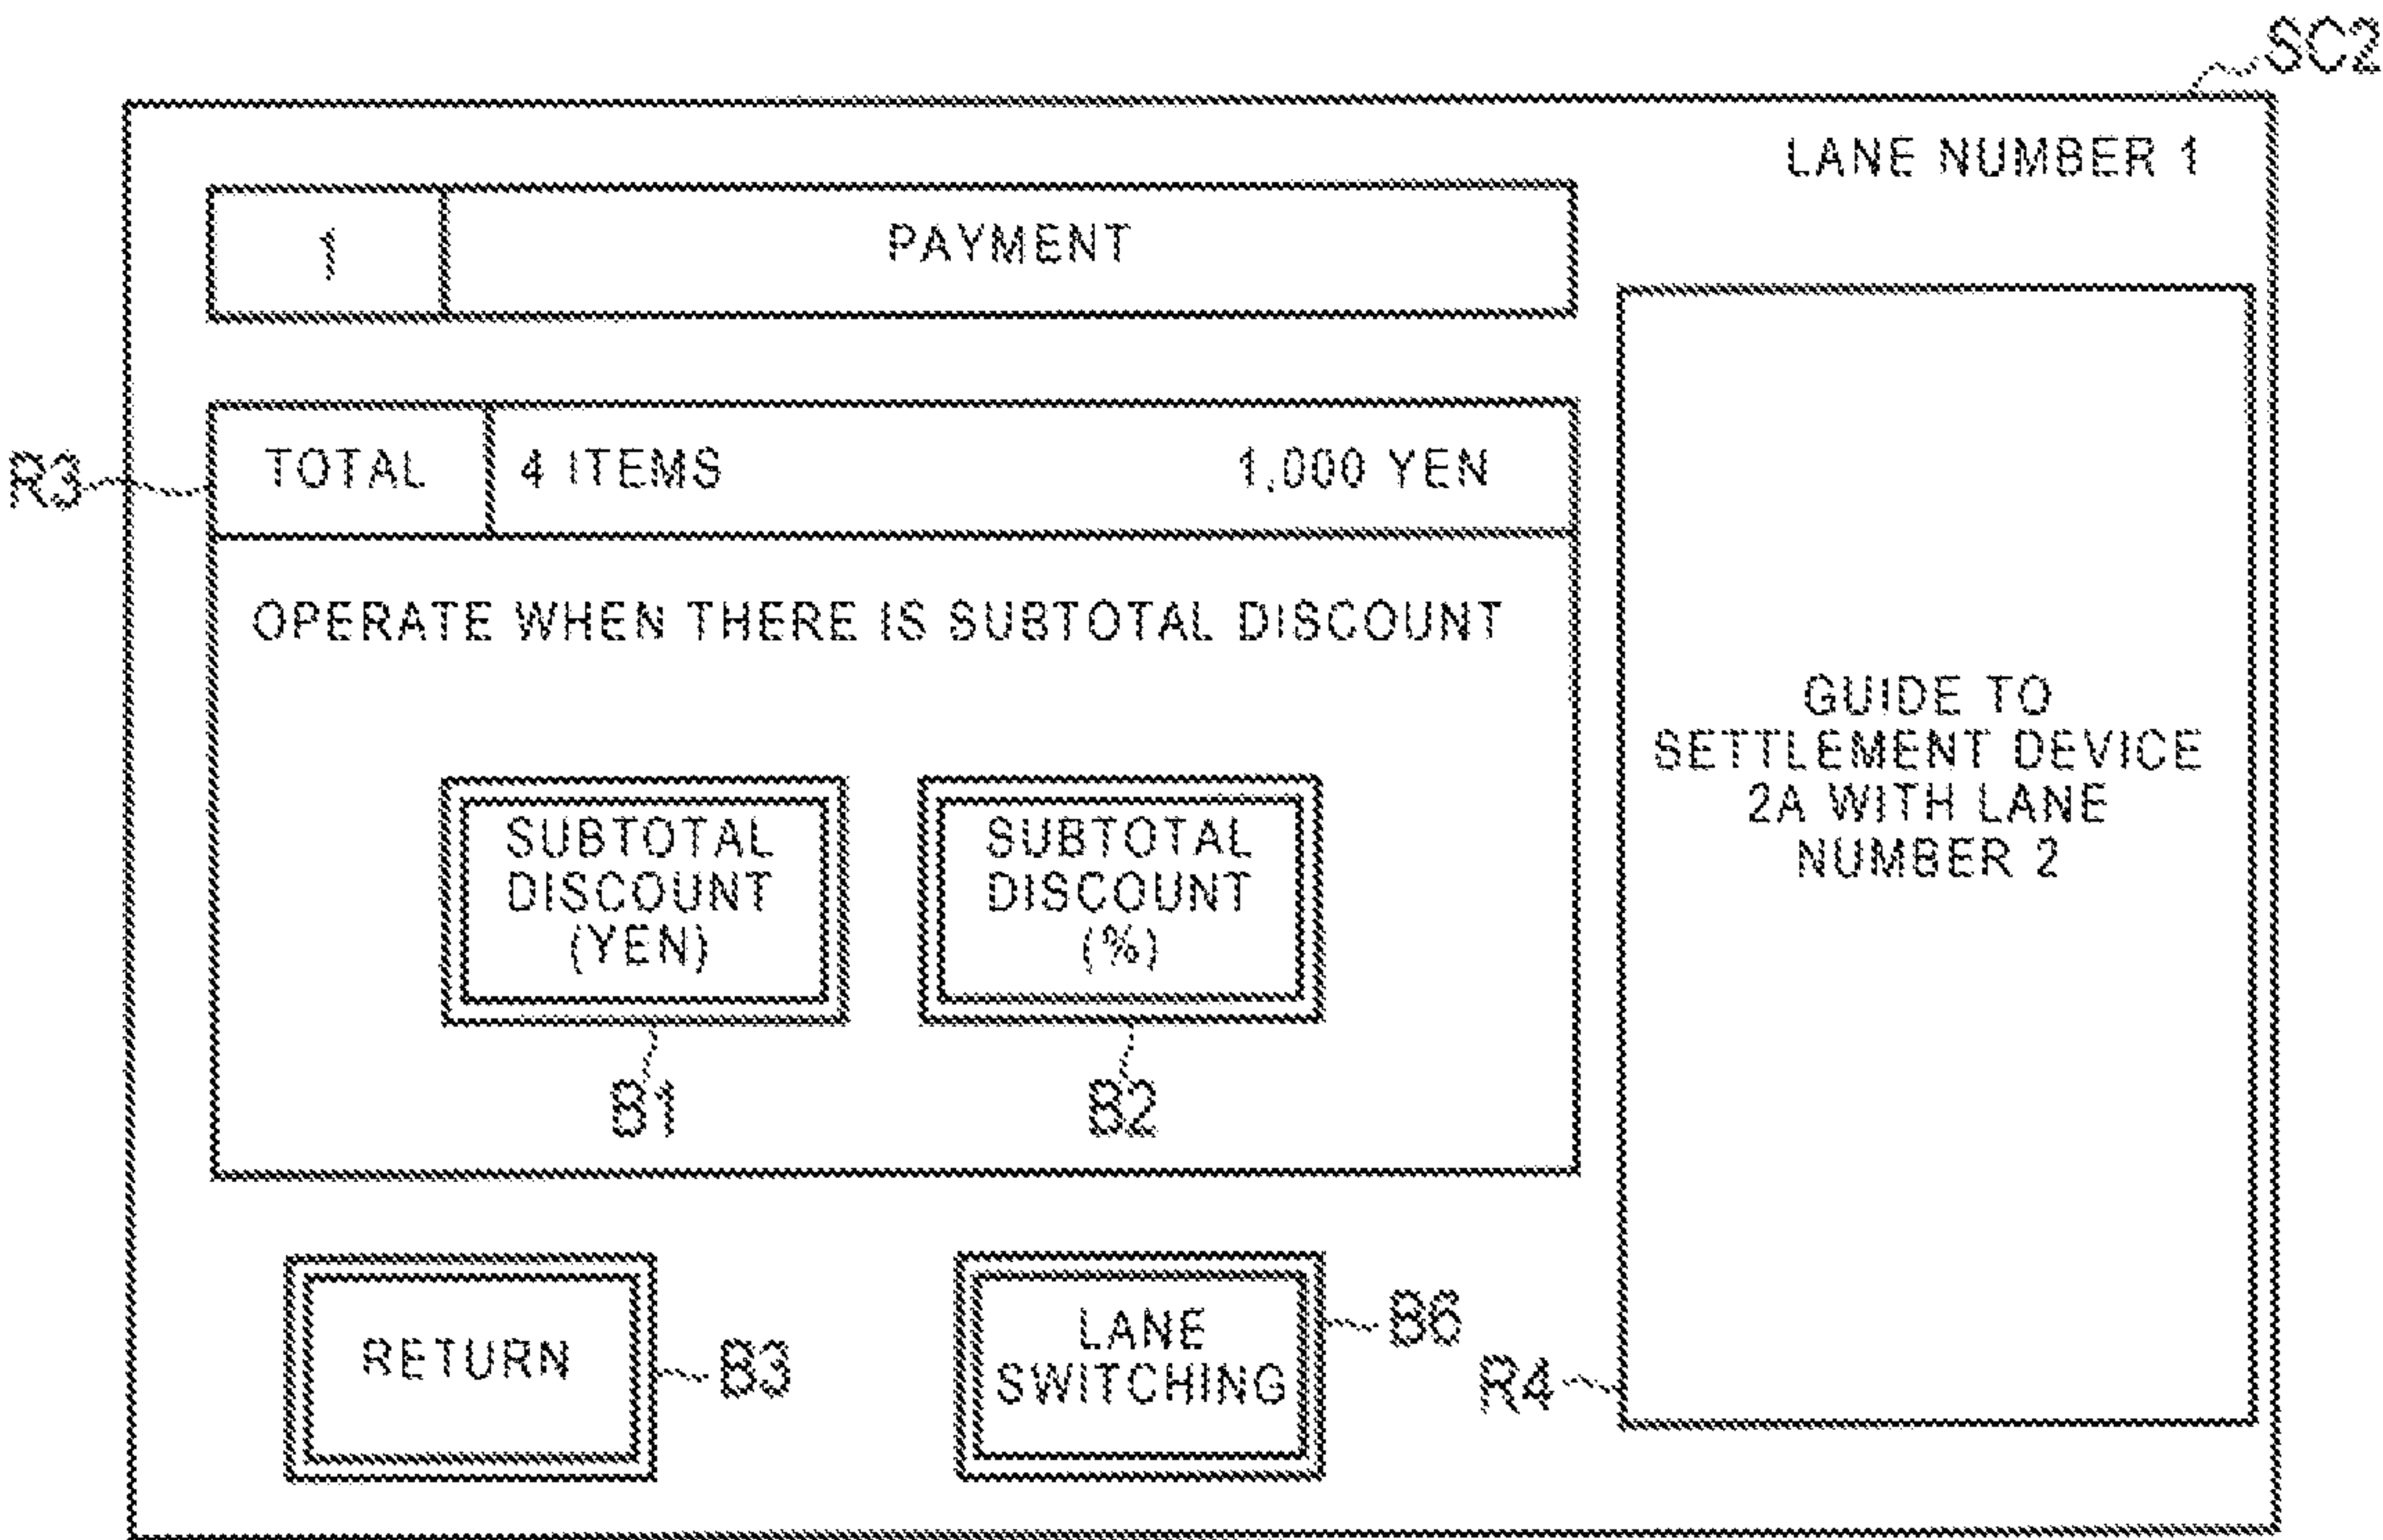 SC2
LANE NUMBER 1
1 PAYMENT
R3
TOTAL 4 ITEMS 1,000 YEN
OPERATE WHEN THERE IS SUBTOTAL DISCOUNT
SUBTOTAL
DISCOUNT
(YEN)
B1
SUBTOTAL
DISCOUNT
(%)
B2
GUIDE TO
SETTLEMENT DEVICE
2A WITH LANE
NUMBER 2
R4
RETURN
B3
LANE
SWITCHING
B6